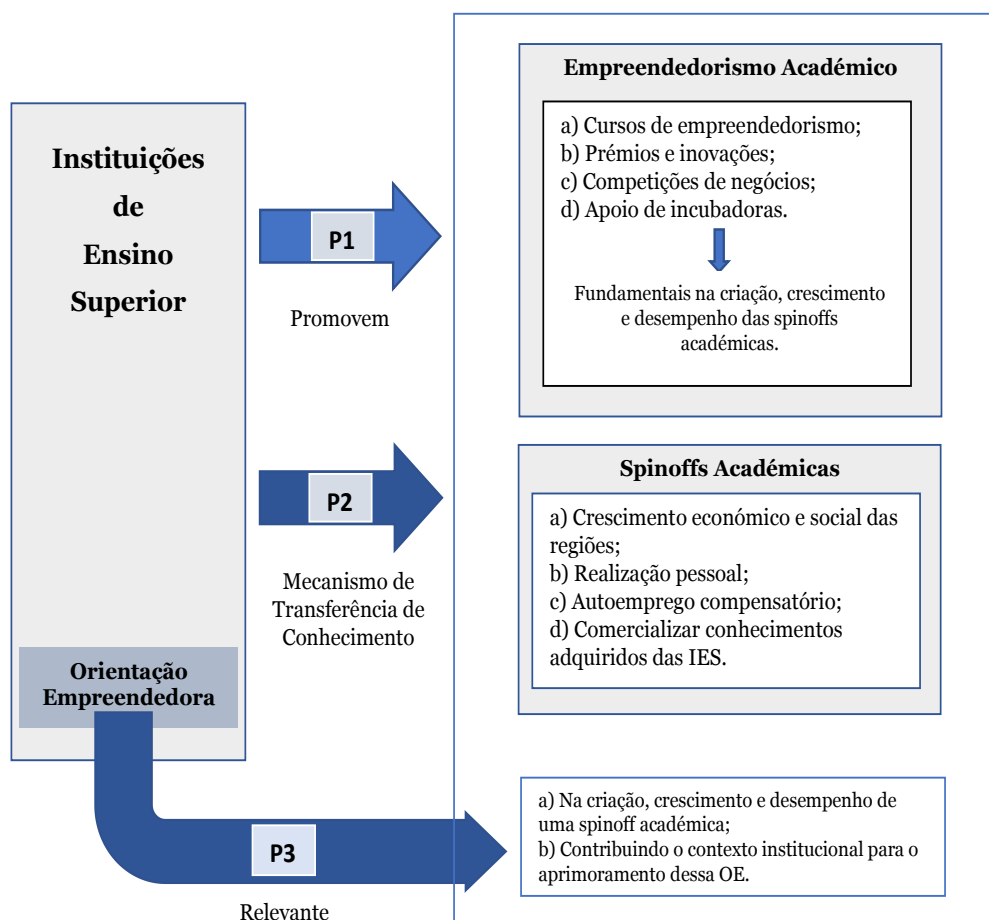 Instituições
de
Ensino
Superior
Orientação
Empreendedora
P1
Promovem
P2
Mecanismo de
Transferência de
Conhecimento
P3
Relevante
Empreendedorismo Académico
a) Cursos de empreendedorismo;
b) Prémios e inovações;
c) Competições de negócios;
d) Apoio de incubadoras.
Fundamentais na criação, crescimento
e desempenho das spinoffs
académicas.
Spinoffs Académicas
a) Crescimento económico e social das
regiões;
b) Realização pessoal;
c) Autoemprego compensatório;
d) Comercializar conhecimentos
adquiridos das IES.
a) Na criação, crescimento e desempenho de
uma spinoff académica;
b) Contribuindo o contexto institucional para o
aprimoramento dessa OE.